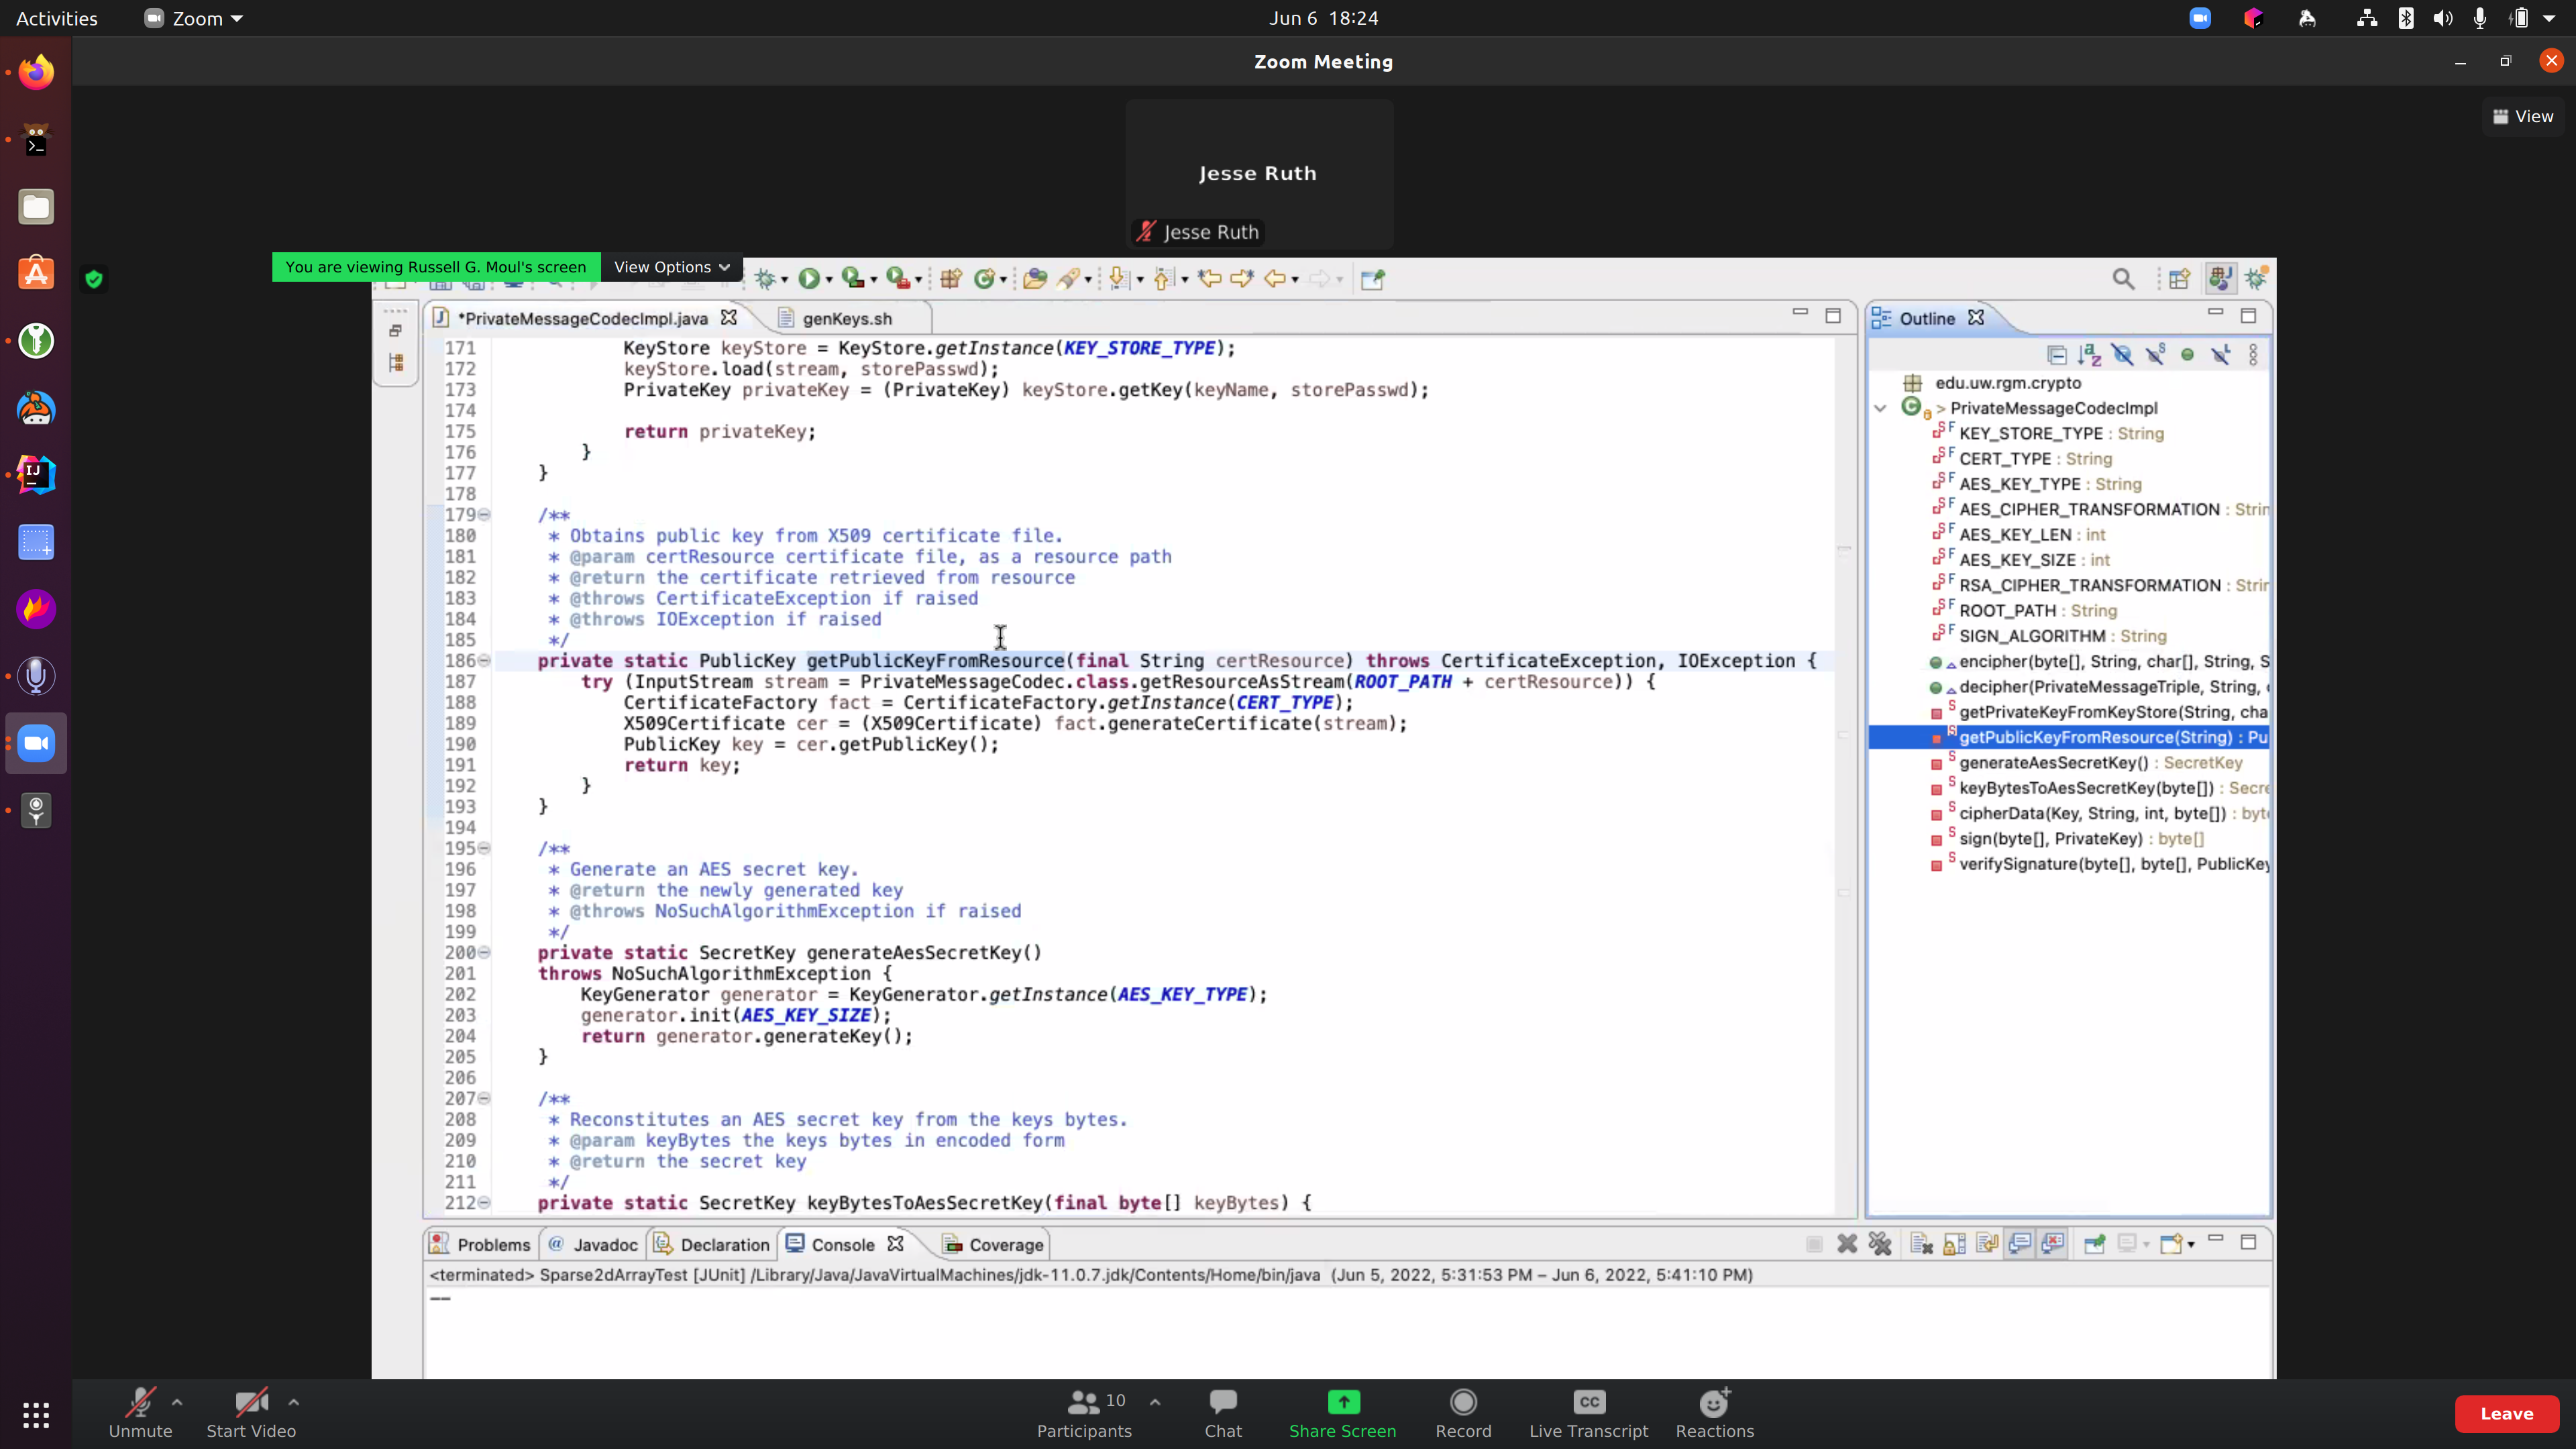 Activities
Zoom
Jun 6 18:24
Zoom Meeting
View
Jesse Ruth
Jesse Ruth
You are viewing Russell G. Moul's screen
View Options
*PrivateMessageCodecImpl.java
genKeys.sh
171 KeyStore keyStore = KeyStore.getInstance(KEY_STORE_TYPE);
172 keyStore.load(stream, storePasswd);
173 PrivateKey privateKey = (PrivateKey) keyStore.getKey(keyName, storePasswd);
174
175 return privateKey;
176 }
177 }
178
179 /**
180 * Obtains public key from X509 certificate file.
181 * @param certResource certificate file, as a resource path
182 * @return the certificate retrieved from resource
183 * @throws CertificateException if raised
184 * @throws IOException if raised
185 */
186 private static PublicKey getPublicKeyFromResource(final String certResource) throws CertificateException, IOException {
187 try (InputStream stream = PrivateMessageCodec.class.getResourceAsStream(ROOT_PATH + certResource)) {
188 CertificateFactory fact = CertificateFactory.getInstance(CERT_TYPE);
189 X509Certificate cer = (X509Certificate) fact.generateCertificate(stream);
190 PublicKey key = cer.getPublicKey();
191 return key;
192 }
193 }
194
195 /**
196 * Generate an AES secret key.
197 * @return the newly generated key
198 * @throws NoSuchAlgorithmException if raised
199 */
200 private static SecretKey generateAesSecretKey()
201 throws NoSuchAlgorithmException {
202 KeyGenerator generator = KeyGenerator.getInstance(AES_KEY_TYPE);
203 generator.init(AES_KEY_SIZE);
204 return generator.generateKey();
205 }
206
207 /**
208 * Reconstitutes an AES secret key from the keys bytes.
209 * @param keyBytes the keys bytes in encoded form
210 * @return the secret key
211 */
212 private static SecretKey keyBytesToAesSecretKey(final byte[] keyBytes) {
Outline
edu.uw.rgm.crypto
> PrivateMessageCodecImpl
KEY_STORE_TYPE : String
CERT_TYPE : String
AES_KEY_TYPE : String
AES_CIPHER_TRANSFORMATION : Strin
AES_KEY_LEN : int
AES_KEY_SIZE : int
RSA_CIPHER_TRANSFORMATION : Strin
ROOT_PATH : String
SIGN_ALGORITHM : String
encipher(byte[], String, char[], String, S
decipher(PrivateMessageTriple, String, c
getPrivateKeyFromKeyStore(String, cha
getPublicKeyFromResource(String) : Pu
generateAesSecretKey() : SecretKey
keyBytesToAesSecretKey(byte[]) : Secre
cipherData(Key, String, int, byte[]) : byte
sign(byte[], PrivateKey) : byte[]
verifySignature(byte[], byte[], PublicKey
Problems
Javadoc
Declaration
Console
Coverage
<terminated> Sparse2dArrayTest [JUnit] /Library/Java/JavaVirtualMachines/jdk-11.0.7.jdk/Contents/Home/bin/java (Jun 5, 2022, 5:31:53 PM – Jun 6, 2022, 5:41:10 PM)
Unmute
Start Video
10
Participants
Chat
Share Screen
Record
CC
Live Transcript
Reactions
Leave